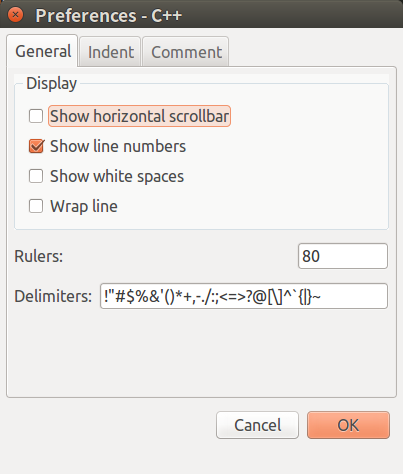 Preferences - C++
General Indent Comment
Display
Show horizontal scrollbar
Show line numbers
Show white spaces
Wrap line
Rulers: 80
Delimiters: !"#$%&'()*+,-./:;<=>?@[\]^`{|}~
Cancel OK